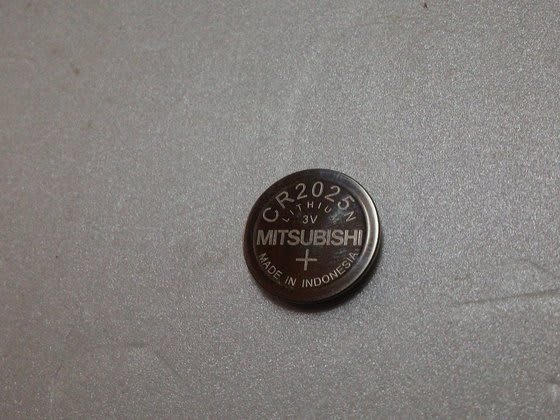 CR2025 N
LITHIUM
3V
MITSUBISHI
+
MADE IN INDONESIA